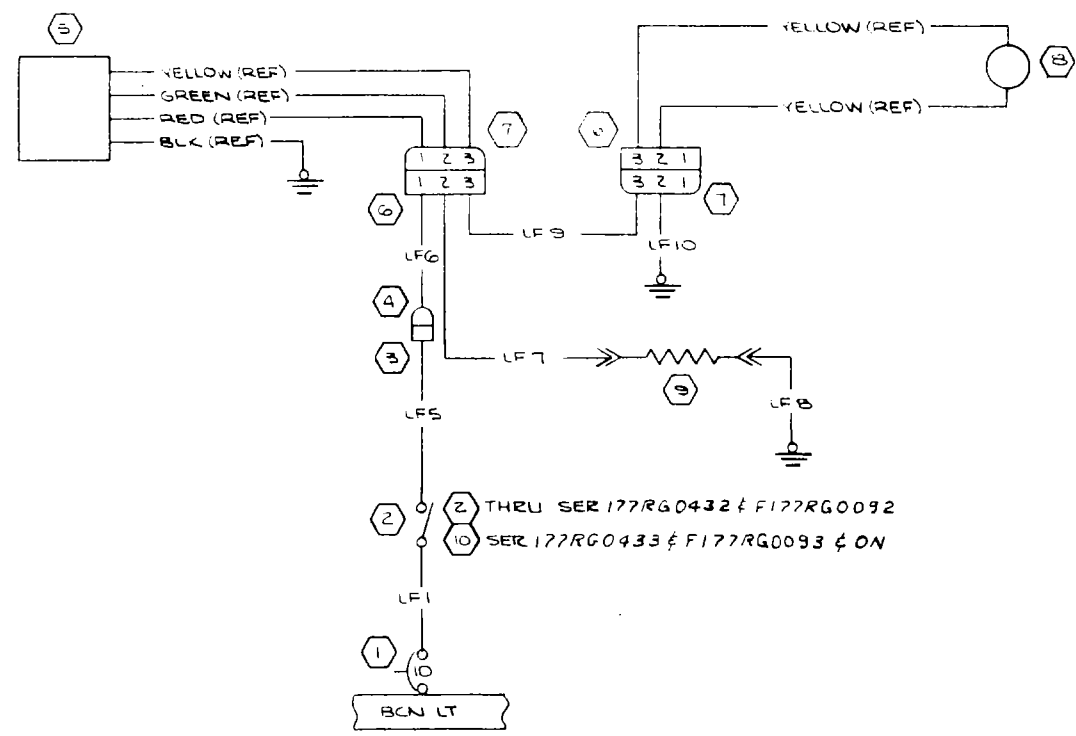 5
YELLOW (REF)
GREEN (REF)
RED (REF)
BLK (REF)
7
1 2 3
1 2 3
6
YELLOW (REF)
8
YELLOW (REF)
6
3 2 1
3 2 1
7
LF9
LF10
LF6
4
3
LF7
9
LF8
LF5
2
2 THRU SER 177RG0432 & F177RG0092
10 SER 177RG0433 & F177RG0093 & ON
LF1
1
10
BCN LT